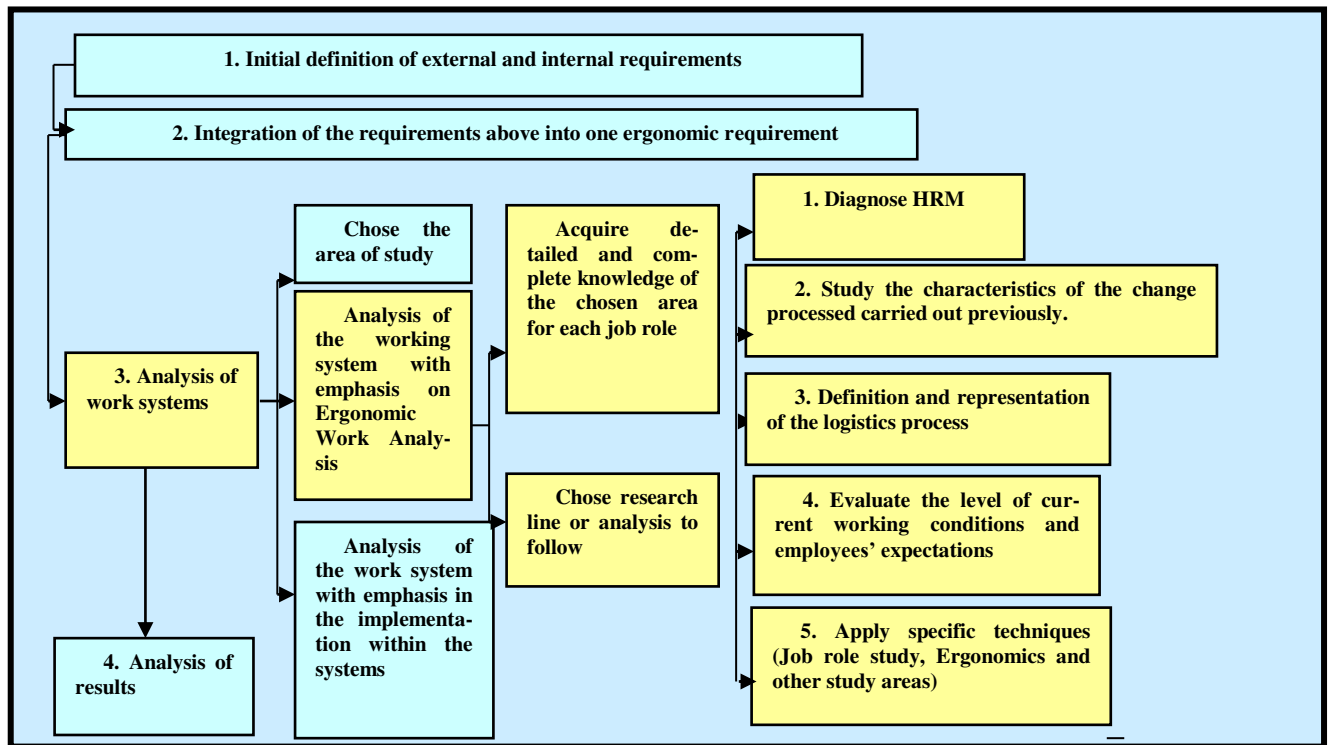 1. Initial definition of external and internal requirements
2. Integration of the requirements above into one ergonomic requirement
3. Analysis of
work systems
4. Analysis of
results
Chose the
area of study
Analysis of
the working
system with
emphasis on
Ergonomic
Work Analy-
sis
Analysis of
the work system
with emphasis in
the implementa-
tion within the
systems
Acquire de-
tailed and com-
plete knowledge of
the chosen area
for each job role
Chose research
line or analysis to
follow
1. Diagnose HRM
2. Study the characteristics of the change
processed carried out previously.
3. Definition and representation
of the logistics process
4. Evaluate the level of cur-
rent working conditions and
employees’ expectations
5. Apply specific techniques
(Job role study, Ergonomics and
other study areas)